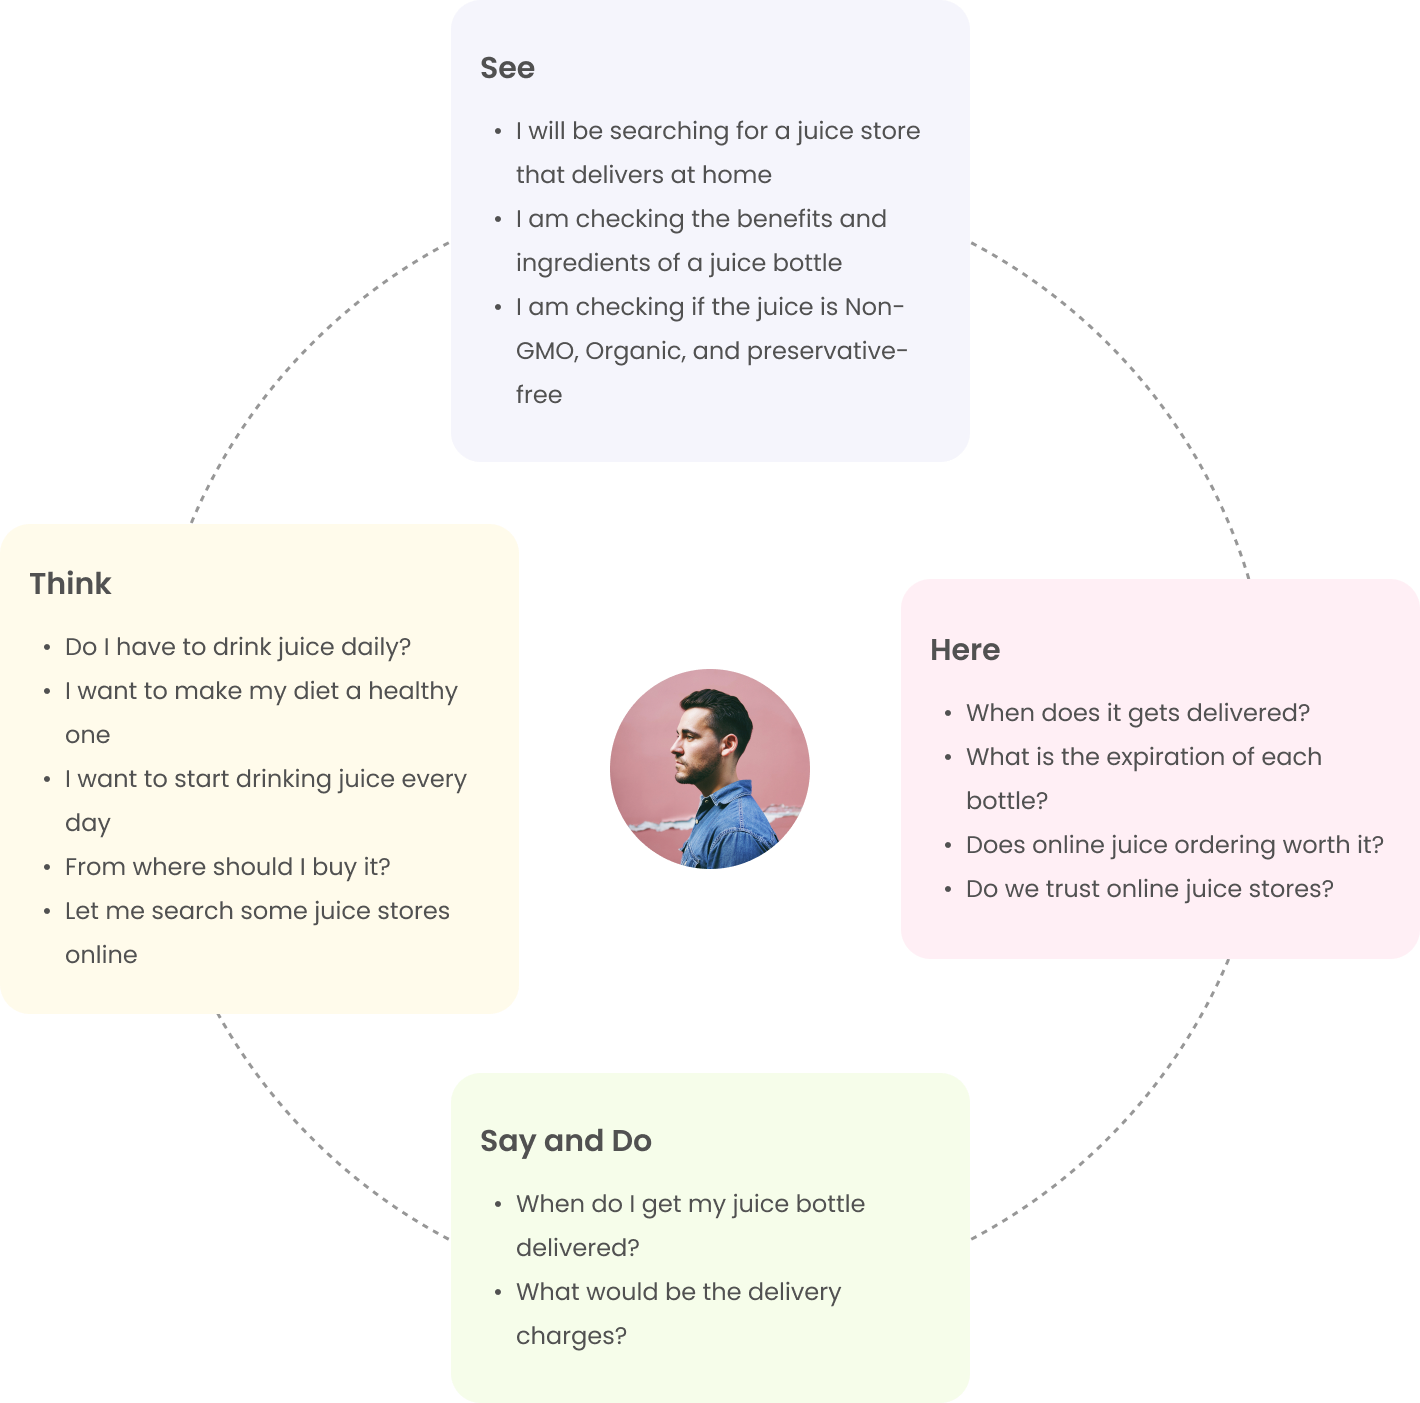 See
• I will be searching for a juice store
that delivers at home
• I am checking the benefits and
ingredients of a juice bottle
• I am checking if the juice is Non-
GMO, Organic, and preservative-
free
Think
• Do I have to drink juice daily?
• I want to make my diet a healthy
one
• I want to start drinking juice every
day
• From where should I buy it?
• Let me search some juice stores
online
Here
• When does it gets delivered?
• What is the expiration of each
bottle?
• Does online juice ordering worth it?
• Do we trust online juice stores?
Say and Do
• When do I get my juice bottle
delivered?
• What would be the delivery
charges?